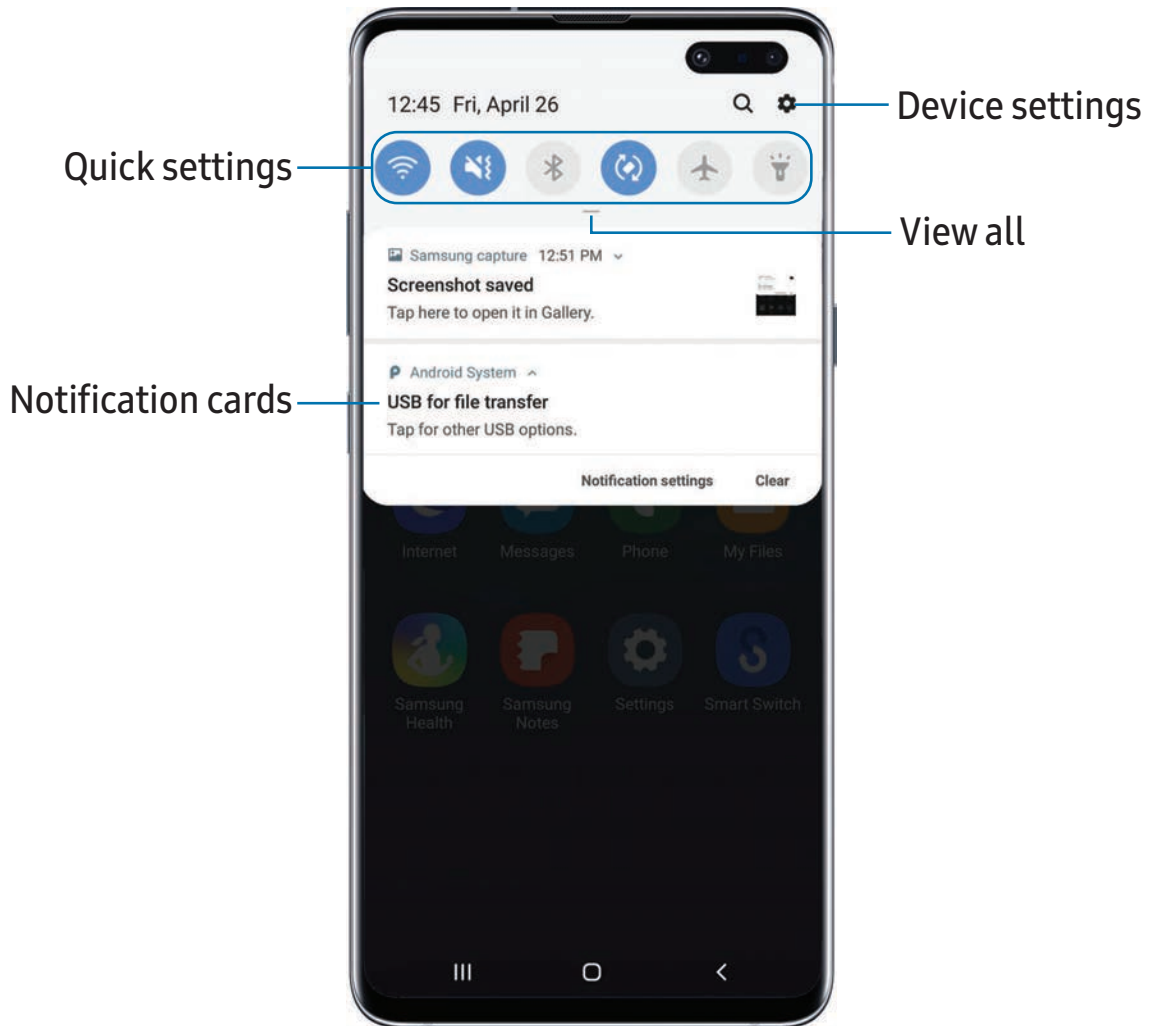 12:45 Fri, April 26
Device settings
Quick settings
View all
Samsung capture 12:51 PM
Screenshot saved
Tap here to open it in Gallery.
Android System
Notification cards
USB for file transfer
Tap for other USB options.
Notification settings Clear
Internet Messages Phone My Files
Samsung Health
Samsung Notes
Settings
Smart Switch